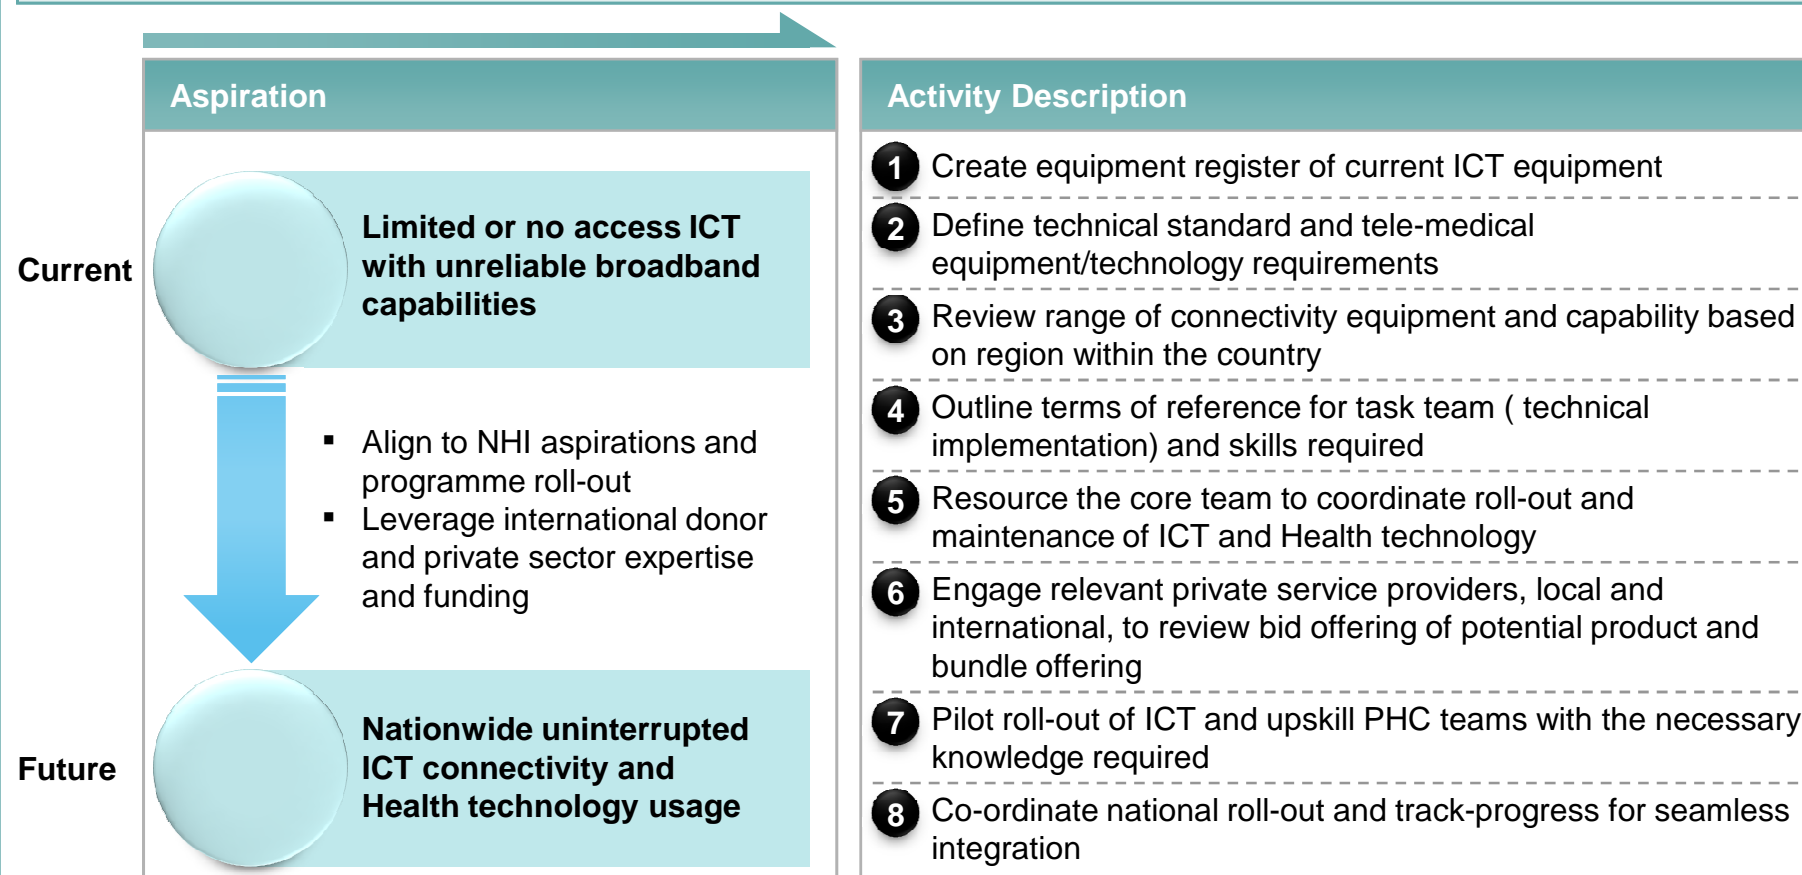 Aspiration
Current
Limited or no access ICT
with unreliable broadband
capabilities
▪ Align to NHI aspirations and
programme roll-out
▪ Leverage international donor
and private sector expertise
and funding
Future
Nationwide uninterrupted
ICT connectivity and
Health technology usage
Activity Description
1 Create equipment register of current ICT equipment
2 Define technical standard and tele-medical
equipment/technology requirements
3 Review range of connectivity equipment and capability based
on region within the country
4 Outline terms of reference for task team ( technical
implementation) and skills required
5 Resource the core team to coordinate roll-out and
maintenance of ICT and Health technology
6 Engage relevant private service providers, local and
international, to review bid offering of potential product and
bundle offering
7 Pilot roll-out of ICT and upskill PHC teams with the necessary
knowledge required
8 Co-ordinate national roll-out and track-progress for seamless
integration